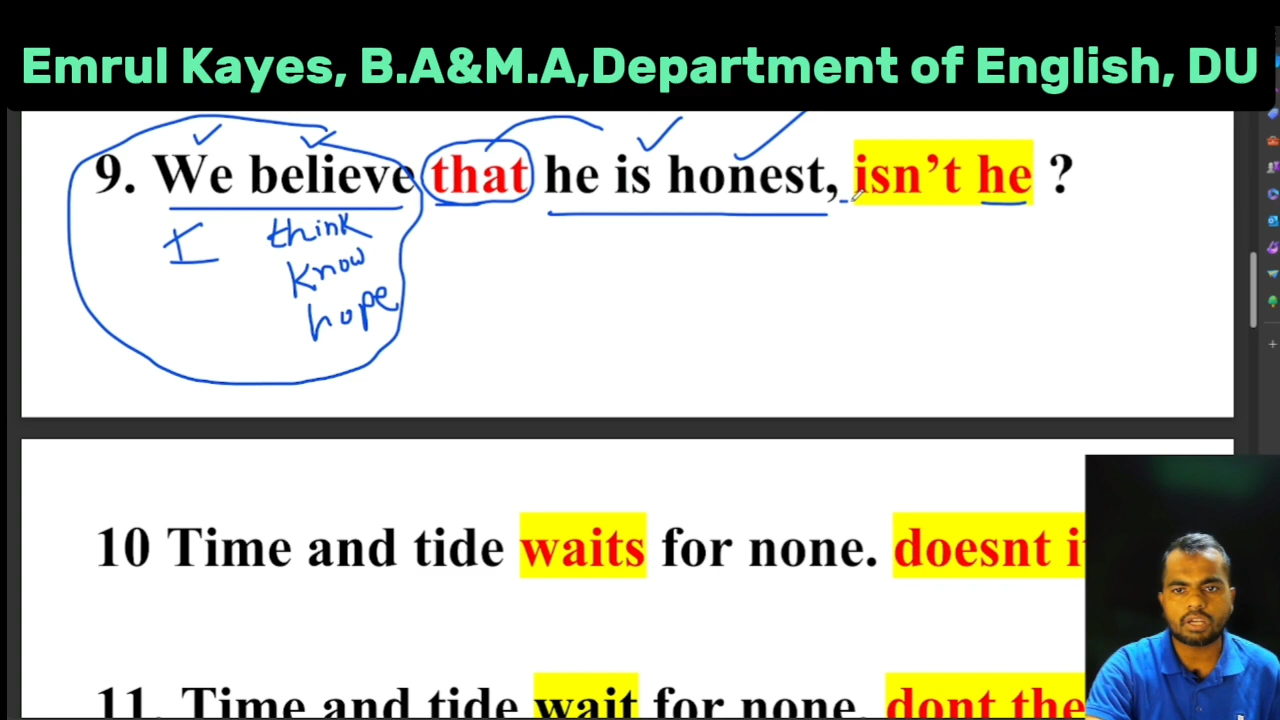 Emrul Kayes, B.A&M.A,Department of English, DU
9. We believe that he is honest, isn't he ?
I think
know
hope
10 Time and tide waits for none. doesnt i
11. Time and tide wait for none. dont the